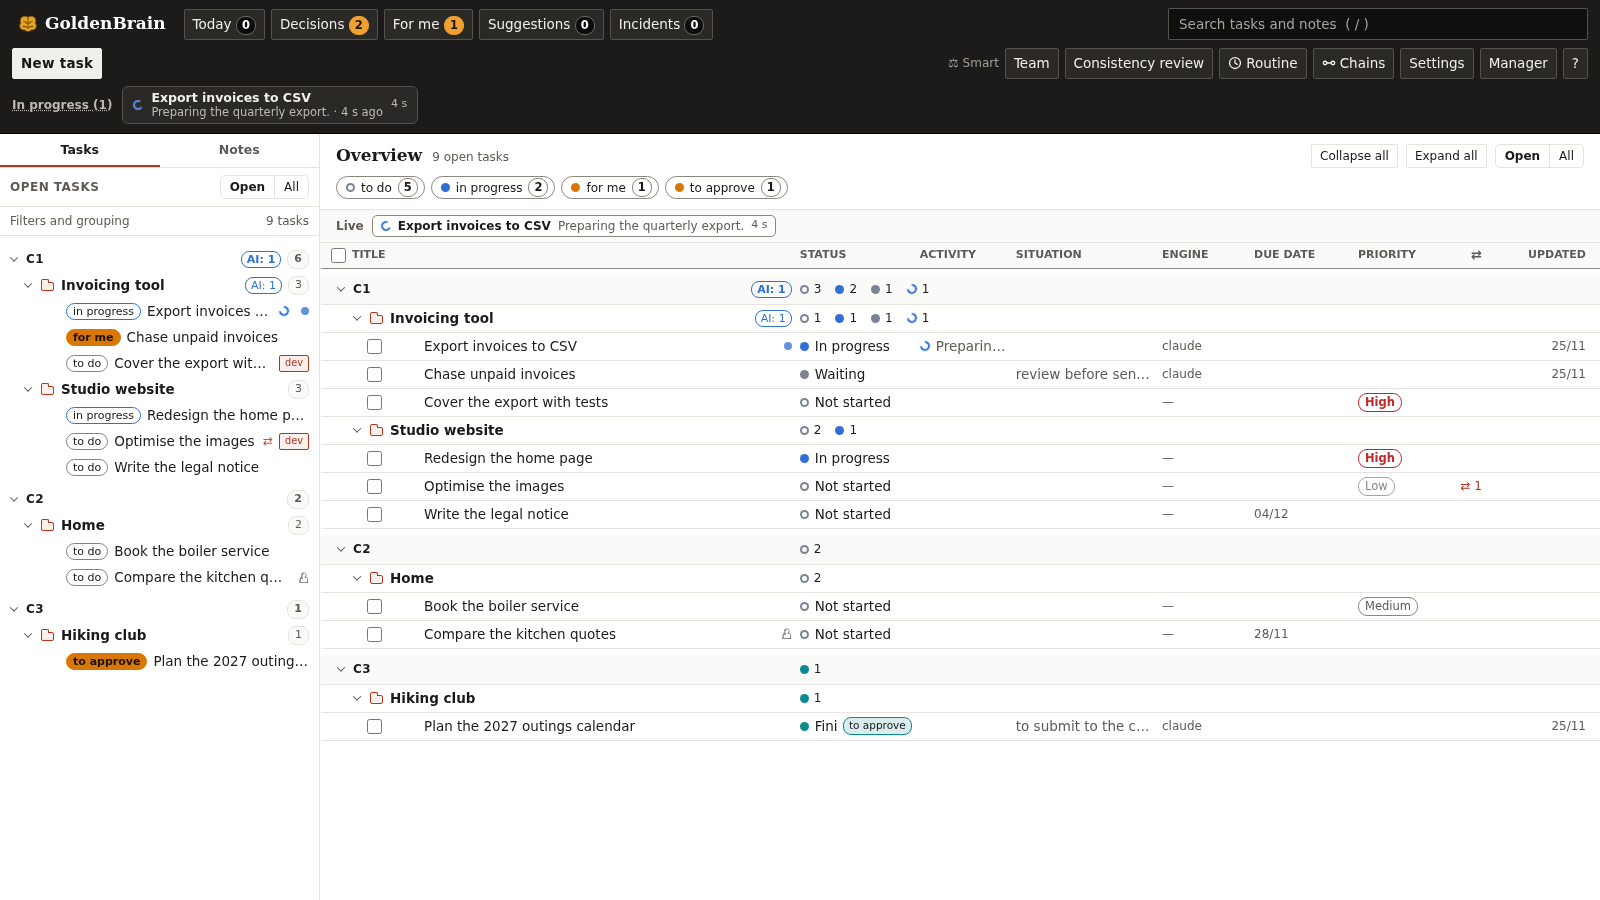 GoldenBrain
Today 0
Decisions 2
For me 1
Suggestions 0
Incidents 0
Search tasks and notes ( / )
New task
Smart
Team
Consistency review
Routine
Chains
Settings
Manager
?
In progress (1)
Export invoices to CSV
Preparing the quarterly export. · 4 s ago
4 s
Tasks
Notes
OPEN TASKS
Open
All
Filters and grouping
9 tasks
C1 AI: 1 6
Invoicing tool AI: 1 3
in progress Export invoices …
for me Chase unpaid invoices
to do Cover the export wit… dev
Studio website 3
in progress Redesign the home p…
to do Optimise the images ⇄ dev
to do Write the legal notice
C2 2
Home 2
to do Book the boiler service
to do Compare the kitchen q…
C3 1
Hiking club 1
to approve Plan the 2027 outing…
Overview 9 open tasks
Collapse all
Expand all
Open
All
to do 5
in progress 2
for me 1
to approve 1
Live
Export invoices to CSV Preparing the quarterly export. 4 s
TITLE STATUS ACTIVITY SITUATION ENGINE DUE DATE PRIORITY ⇄ UPDATED
C1 AI: 1 3 2 1 1
Invoicing tool AI: 1 1 1 1 1
Export invoices to CSV In progress Preparin… claude 25/11
Chase unpaid invoices Waiting review before sen… claude 25/11
Cover the export with tests Not started — High
Studio website 2 1
Redesign the home page In progress — High
Optimise the images Not started — Low ⇄ 1
Write the legal notice Not started — 04/12
C2 2
Home 2
Book the boiler service Not started — Medium
Compare the kitchen quotes Not started — 28/11
C3 1
Hiking club 1
Plan the 2027 outings calendar Fini to approve to submit to the c… claude 25/11